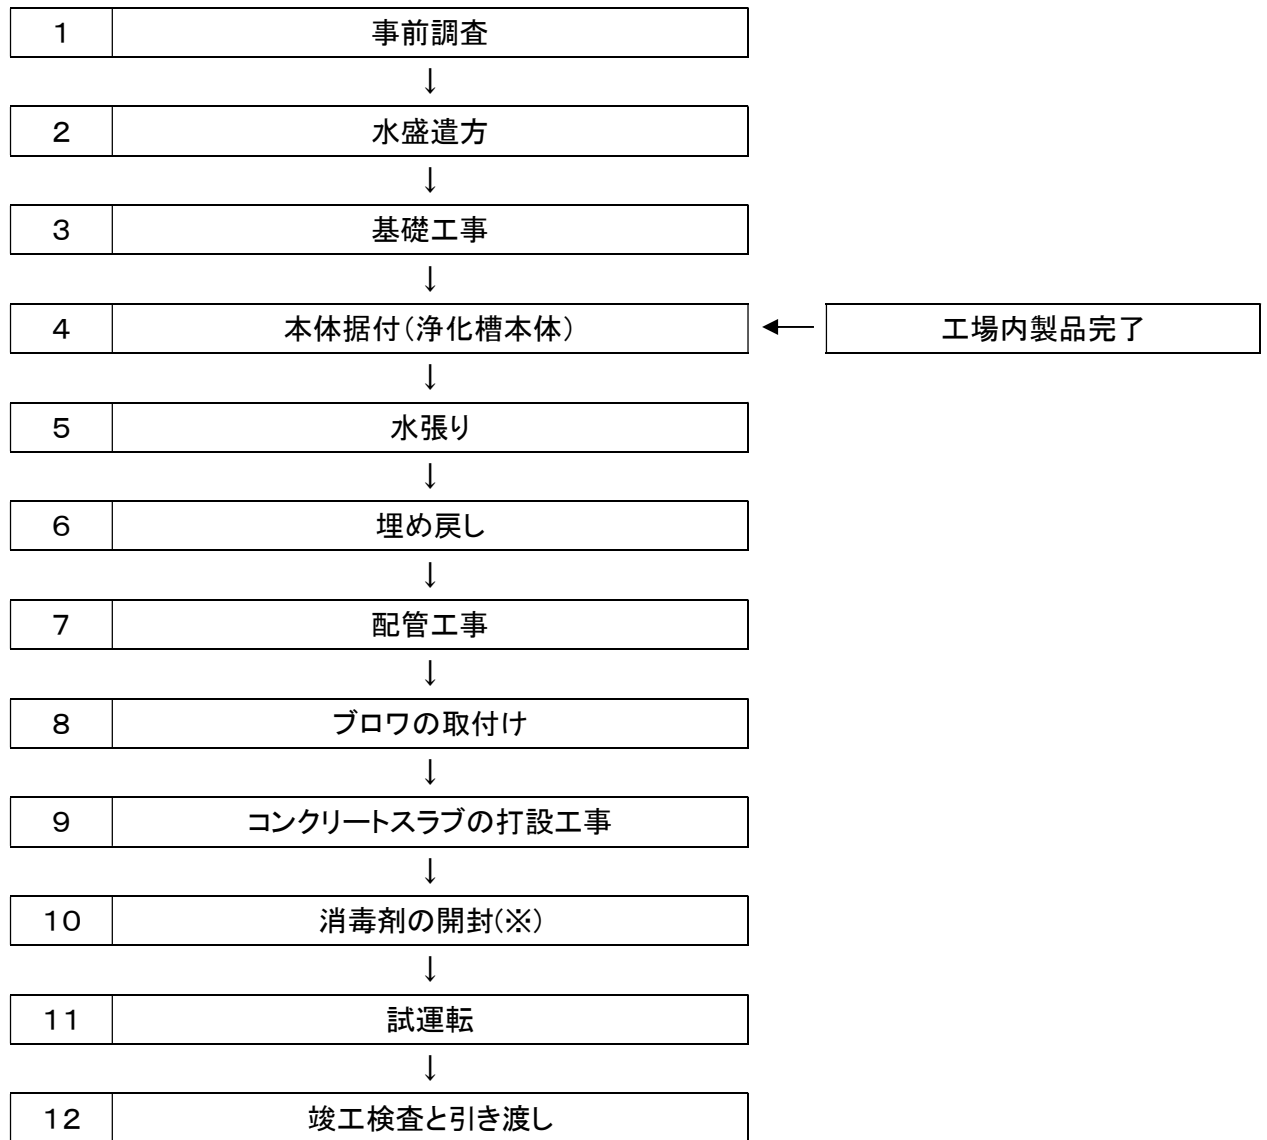 1 事前調査
↓
2 水盛遣方
↓
3 基礎工事
↓
4 本体据付(浄化槽本体) ← 工場内製品完了
↓
5 水張り
↓
6 埋め戻し
↓
7 配管工事
↓
8 ブロワの取付け
↓
9 コンクリートスラブの打設工事
↓
10 消毒剤の開封(※)
↓
11 試運転
↓
12 竣工検査と引き渡し